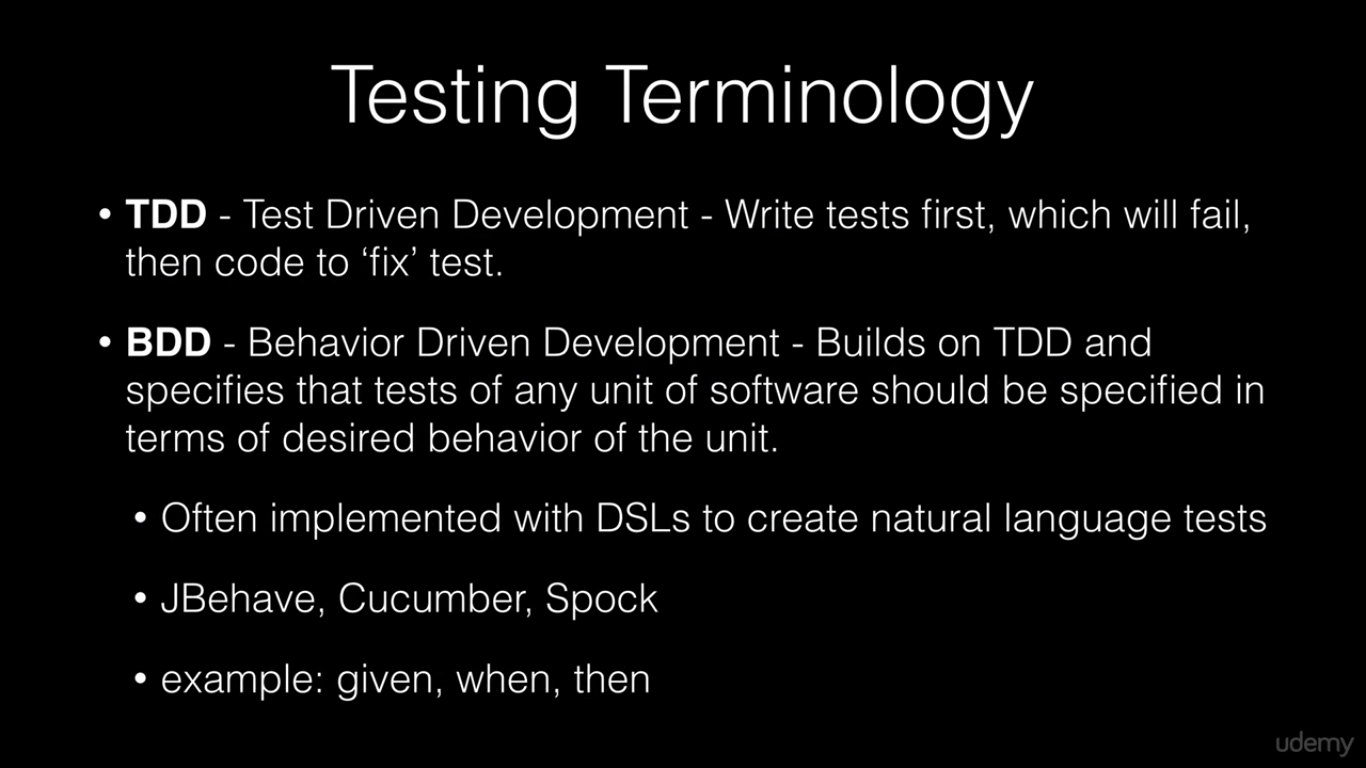 Testing Terminology
• TDD - Test Driven Development - Write tests first, which will fail,
then code to ‘fix’ test.
• BDD - Behavior Driven Development - Builds on TDD and
specifies that tests of any unit of software should be specified in
terms of desired behavior of the unit.
• Often implemented with DSLs to create natural language tests
• JBehave, Cucumber, Spock
• example: given, when, then
udemy